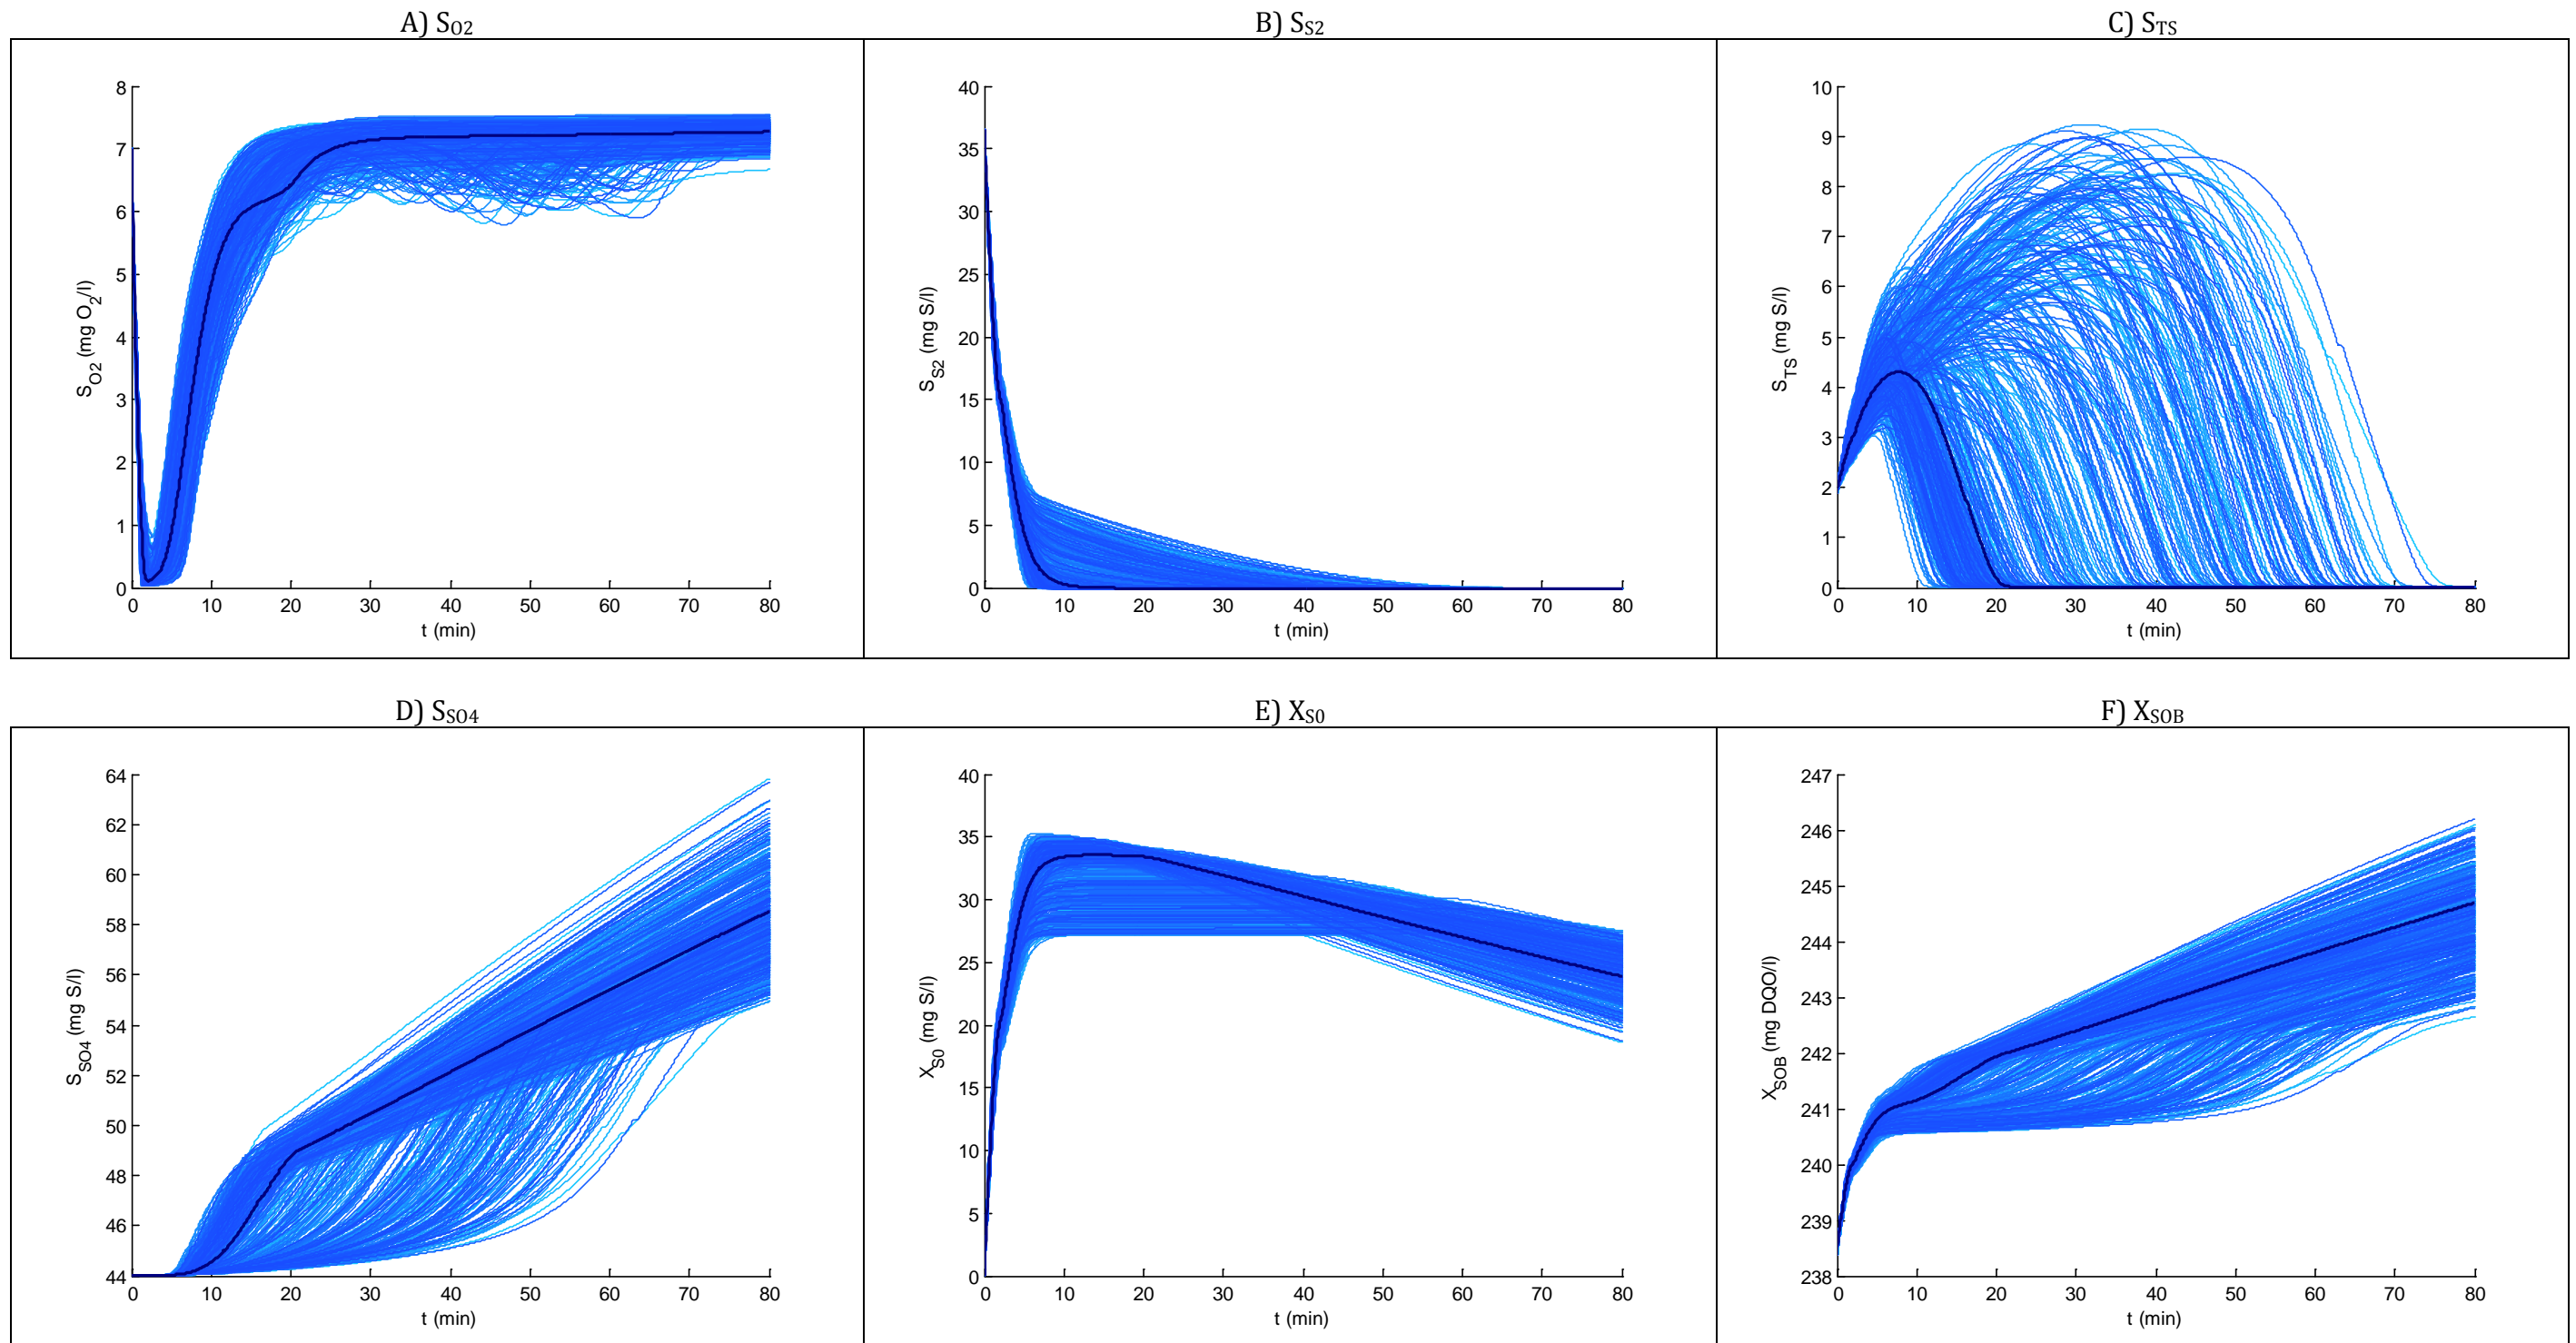 A) SO2
B) SS2
C) STS
8
7
6
5
4
3
2
1
0
SO2 (mg O2/l)
0 10 20 30 40 50 60 70 80
t (min)
40
35
30
25
20
15
10
5
0
SS2 (mg S/l)
0 10 20 30 40 50 60 70 80
t (min)
10
9
8
7
6
5
4
3
2
1
0
STS (mg S/l)
0 10 20 30 40 50 60 70 80
t (min)
D) SSO4
E) XS0
F) XSOB
64
62
60
58
56
54
52
50
48
46
44
SSO4 (mg S/l)
0 10 20 30 40 50 60 70 80
t (min)
40
35
30
25
20
15
10
5
0
XS0 (mg S/l)
0 10 20 30 40 50 60 70 80
t (min)
247
246
245
244
243
242
241
240
239
238
XSOB (mg DQO/l)
0 10 20 30 40 50 60 70 80
t (min)